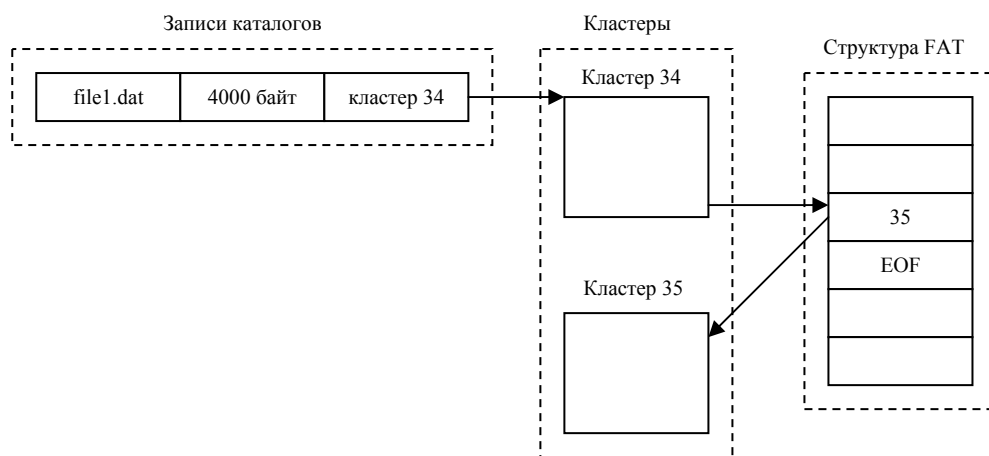 Записи каталогов
file1.dat
4000 байт
кластер 34
Кластеры
Кластер 34
Кластер 35
Структура FAT
35
EOF